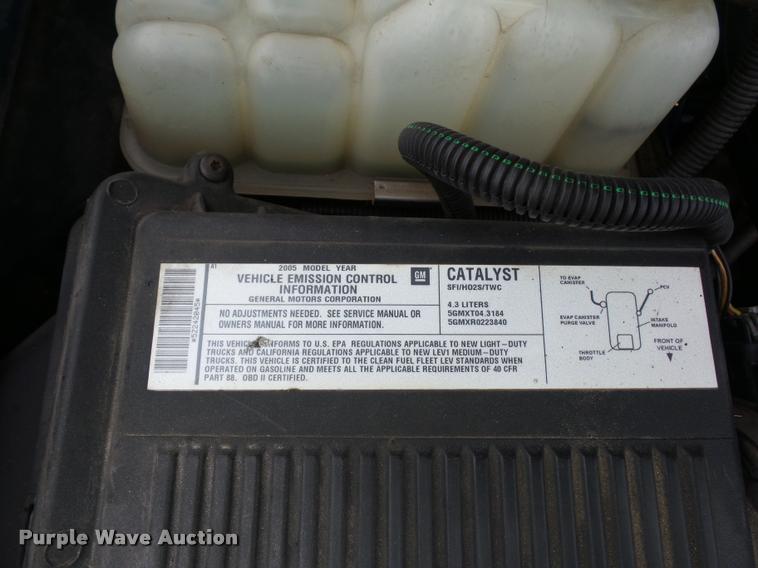 A1
2005 MODEL YEAR
VEHICLE EMISSION CONTROL
INFORMATION
GENERAL MOTORS CORPORATION
GM
NO ADJUSTMENTS NEEDED. SEE SERVICE MANUAL OR
OWNERS MANUAL FOR MORE INFORMATION.
CATALYST
SFI/HO2S/TWC
4.3 LITERS
5GMXT04.3184
5GMXR0223840
THIS VEHICLE CONFORMS TO U.S. EPA REGULATIONS APPLICABLE TO NEW LIGHT-DUTY
TRUCKS AND CALIFORNIA REGULATIONS APPLICABLE TO NEW LEV1 MEDIUM-DUTY
TRUCKS. THIS VEHICLE IS CERTIFIED TO THE CLEAN FUEL FLEET LEV STANDARDS WHEN
OPERATED ON GASOLINE AND MEETS ALL THE APPLICABLE REQUIREMENTS OF 40 CFR
PART 88. OBD II CERTIFIED.
TO EVAP
CANISTER
PCV
EVAP CANISTER
PURGE VALVE
INTAKE
MANIFOLD
THROTTLE
BODY
FRONT OF
VEHICLE
Purple Wave Auction